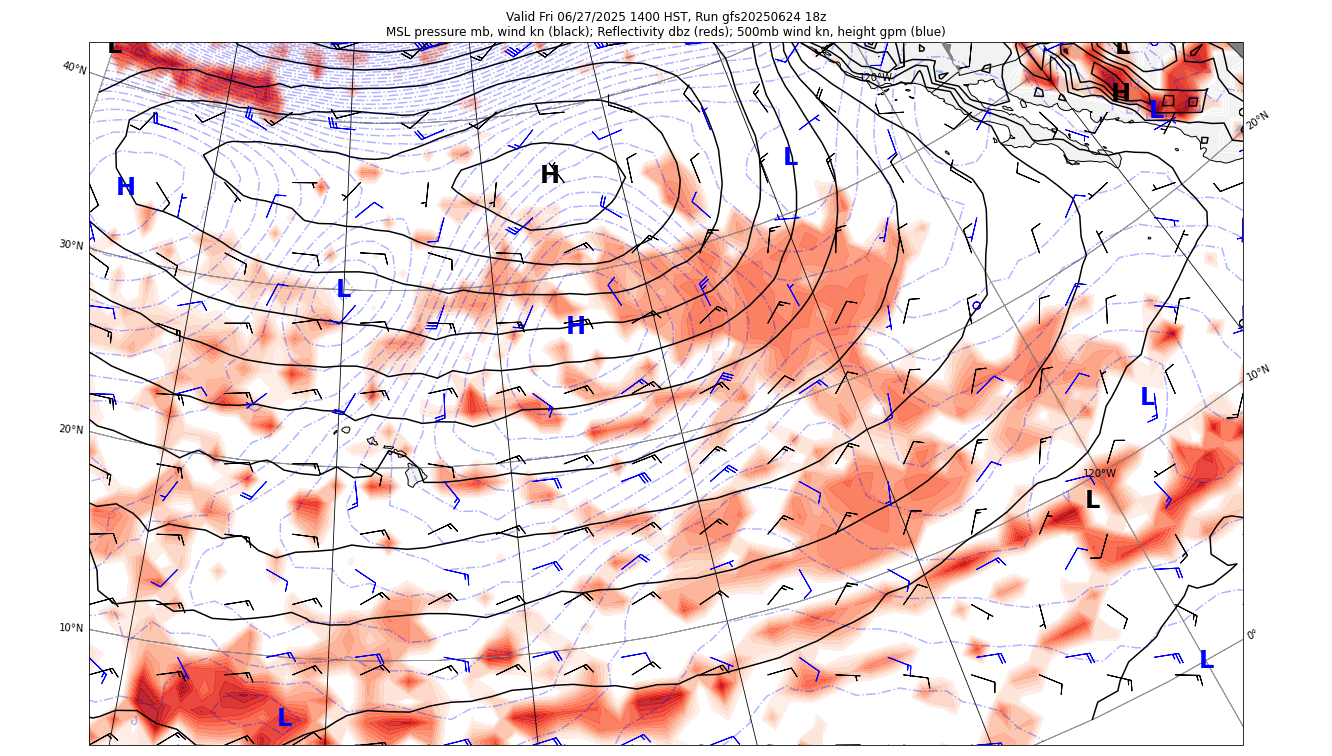 Valid Fri 06/27/2025 1400 HST, Run gfs20250624 18z
MSL pressure mb, wind kn (black); Reflectivity dbz (reds); 500mb wind kn, height gpm (blue)
L
L
40°N
120°W
H
L
20°N
L
H
H
30°N
L
H
10°N
L
20°N
120°W
L
10°N
0°
L
L